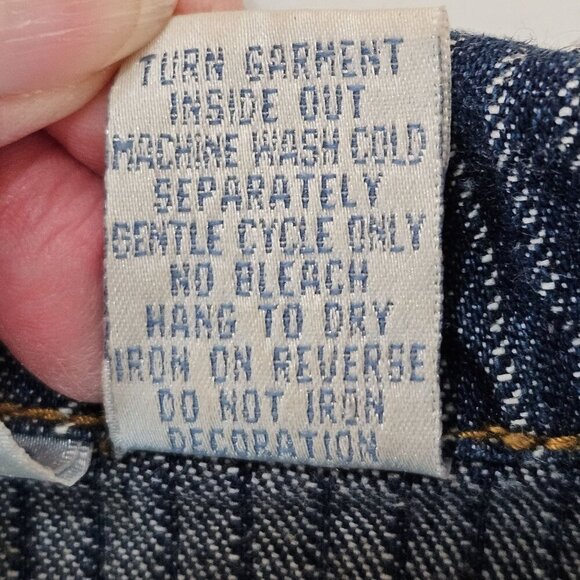 TURN GARMENT
INSIDE OUT
MACHINE WASH COLD
SEPARATELY
GENTLE CYCLE ONLY
NO BLEACH
HANG TO DRY
IRON ON REVERSE
DO NOT IRON
DECORATION